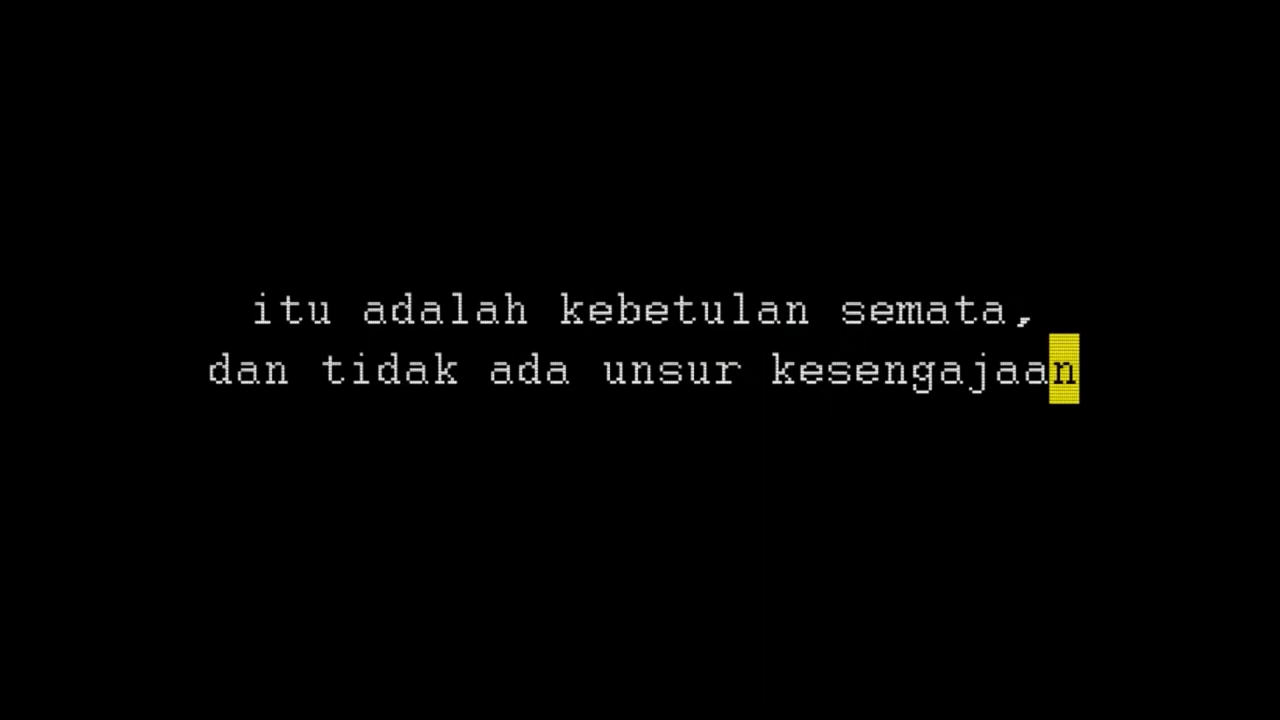 itu adalah kebetulan semata,
dan tidak ada unsur kesengajaan